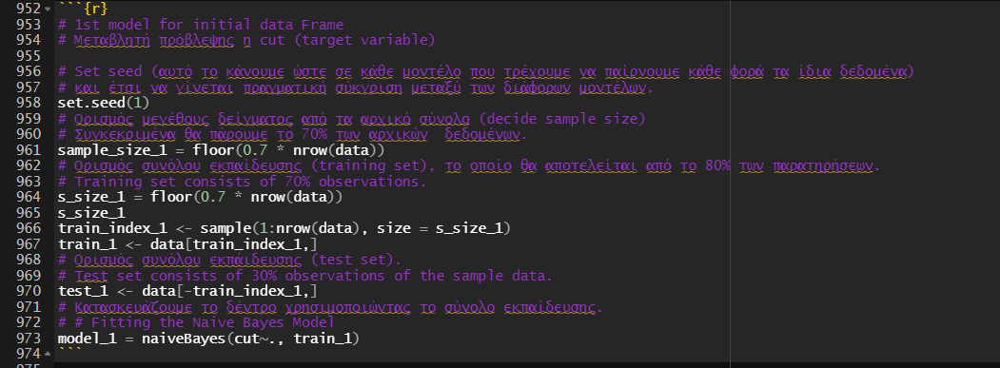 952 ```{r}
953 # 1st model for initial data Frame
954 # Μεταβλητή πρόβλεψης η cut (target variable)
955
956 # Set seed (αυτό το κάνουμε ώστε σε κάθε μοντέλο που τρέχουμε να παίρνουμε κάθε φορά τα ίδια δεδομένα)
957 # και έτσι να γίνεται πραγματική σύκγριση μεταξύ των διάφορων μοντέλων.
958 set.seed(1)
959 # Ορισμός μεγέθους δείγματος από τα αρχικό σύνολο (decide sample size)
960 # Συγκεκριμένα θα πάρουμε το 70% των αρχικών δεδομένων.
961 sample_size_1 = floor(0.7 * nrow(data))
962 # Ορισμός συνόλου εκπαίδευσης (training set), το οποίο θα αποτελείται από το 80% των παρατηρήσεων.
963 # Training set consists of 70% observations.
964 s_size_1 = floor(0.7 * nrow(data))
965 s_size_1
966 train_index_1 <- sample(1:nrow(data), size = s_size_1)
967 train_1 <- data[train_index_1,]
968 # Ορισμός συνόλου εκπαίδευσης (test set).
969 # Test set consists of 30% observations of the sample data.
970 test_1 <- data[-train_index_1,]
971 # Κατασκευάζουμε το δέντρο χρησιμοποιώντας το σύνολο εκπαίδευσης.
972 # # Fitting the Naive Bayes Model
973 model_1 = naiveBayes(cut~., train_1)
974 ```